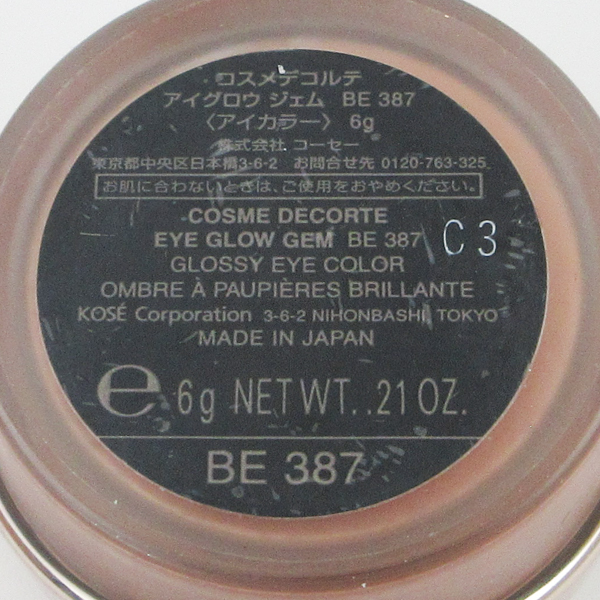 コスメデコルテ
アイグロウ ジェム BE 387
〈アイカラー〉 6g
株式会社 コーセー
東京都中央区日本橋3-6-2 お問合せ先 0120-763-325
お肌に合わないときは、ご使用をおやめください。
COSME DECORTE
EYE GLOW GEM BE 387
C3
GLOSSY EYE COLOR
OMBRE À PAUPIÈRES BRILLANTE
KOSÉ Corporation 3-6-2 NIHONBASHI, TOKYO
MADE IN JAPAN
e 6g NET WT. .21 OZ.
BE 387